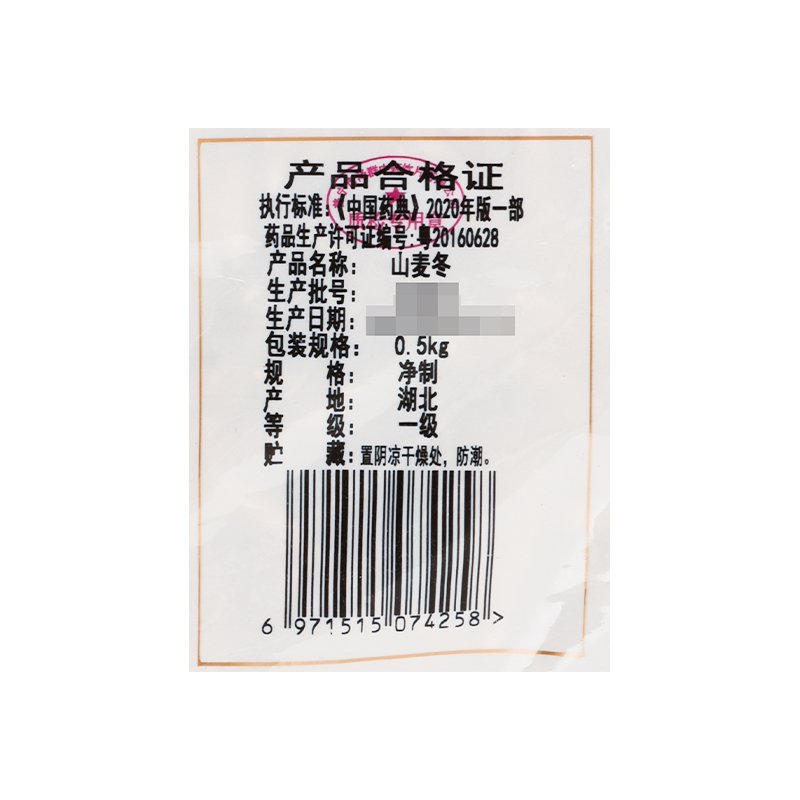 产品合格证
执行标准:《中国药典》2020年版一部
药品生产许可证编号:粤20160628
产品名称: 山麦冬
生产批号:
生产日期:
包装规格: 0.5kg
规 格: 净制
产 地: 湖北
等 级: 一级
贮 藏:置阴凉干燥处,防潮。
6 971515 074258 >